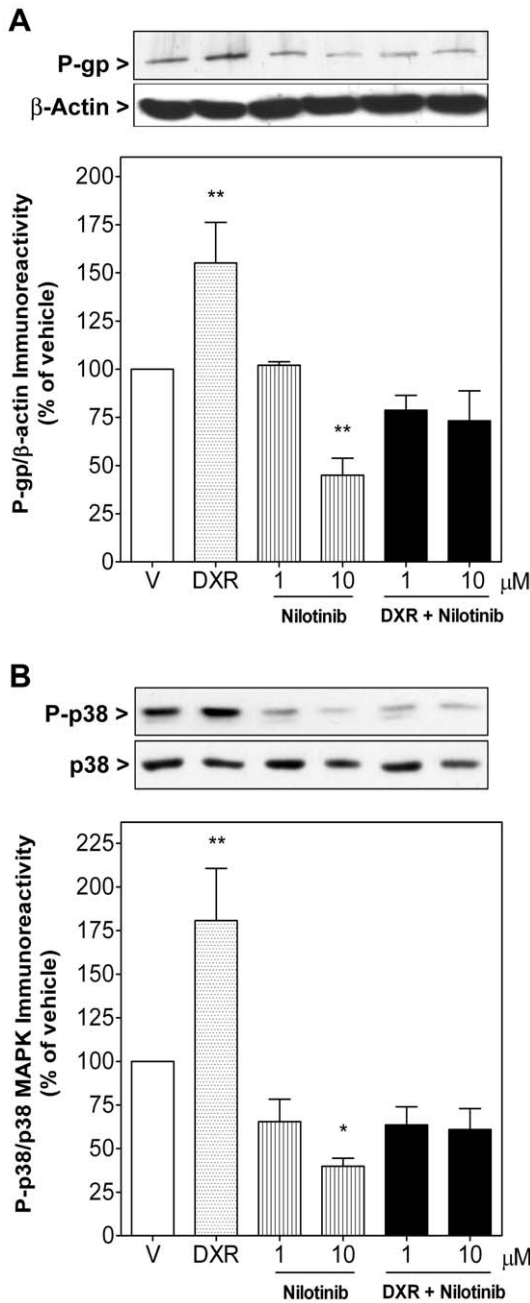 A
P-gp >
β-Actin >
P-gp/β-actin Immunoreactivity
(% of vehicle)
200
175
150
125
100
75
50
25
0
**
**
V DXR 1 10 1 10 μM
Nilotinib DXR + Nilotinib
B
P-p38 >
p38 >
P-p38/p38 MAPK Immunoreactivity
(% of vehicle)
225
200
175
150
125
100
75
50
25
0
**
*
V DXR 1 10 1 10 μM
Nilotinib DXR + Nilotinib